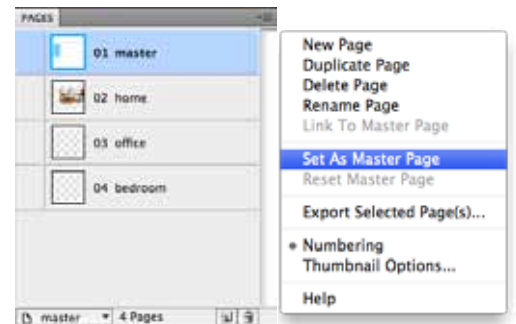 PAGES
01 master
02 home
03 office
04 bedroom
master
4 Pages
New Page
Duplicate Page
Delete Page
Rename Page
Link To Master Page
Set As Master Page
Reset Master Page
Export Selected Page(s)...
Numbering
Thumbnail Options...
Help